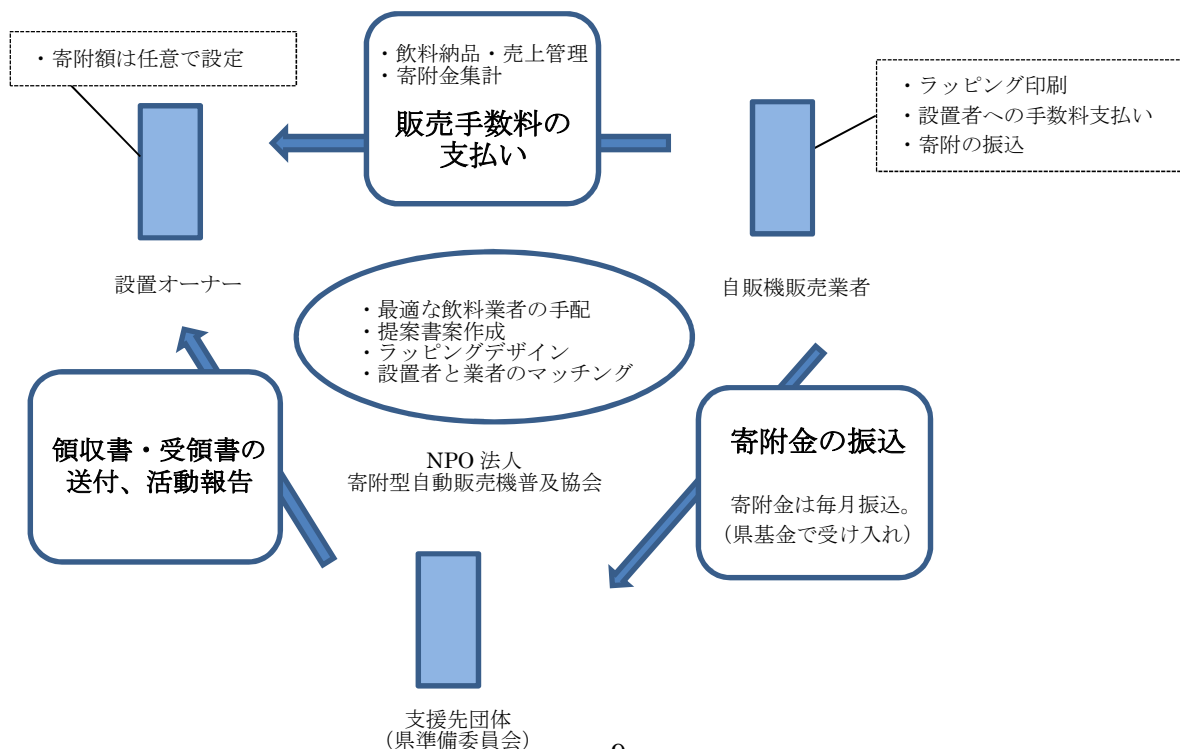 ・寄附額は任意で設定
・飲料納品・売上管理
・寄附金集計
販売手数料の
支払い
・ラッピング印刷
・設置者への手数料支払い
・寄附の振込
設置オーナー
自販機販売業者
・最適な飲料業者の手配
・提案書案作成
・ラッピングデザイン
・設置者と業者のマッチング
領収書・受領書の
送付、活動報告
寄附金の振込
寄附金は毎月振込。
（県基金で受け入れ）
NPO 法人
寄附型自動販売機普及協会
支援先団体
（県準備委員会）